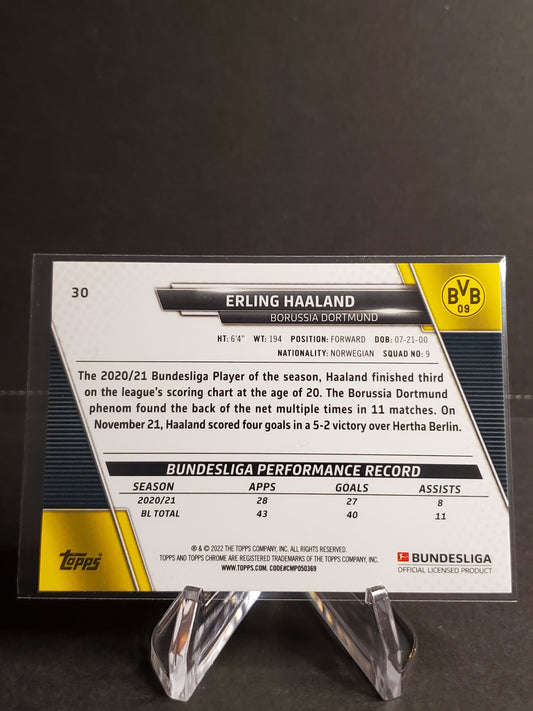 30
ERLING HAALAND
BORUSSIA DORTMUND
BVB
09
HT: 6'4" WT: 194 POSITION: FORWARD DOB: 07-21-00
NATIONALITY: NORWEGIAN SQUAD NO: 9
The 2020/21 Bundesliga Player of the season, Haaland finished third
on the league's scoring chart at the age of 20. The Borussia Dortmund
phenom found the back of the net multiple times in 11 matches. On
November 21, Haaland scored four goals in a 5-2 victory over Hertha Berlin.
BUNDESLIGA PERFORMANCE RECORD
SEASON APPS GOALS ASSISTS
2020/21 28 27 8
BL TOTAL 43 40 11
® & © 2022 THE TOPPS COMPANY, INC. ALL RIGHTS RESERVED.
TOPPS AND TOPPS CHROME ARE REGISTERED TRADEMARKS OF THE TOPPS COMPANY, INC.
WWW.TOPPS.COM. CODE#CMP050369
topps®
BUNDESLIGA
OFFICIAL LICENSED PRODUCT